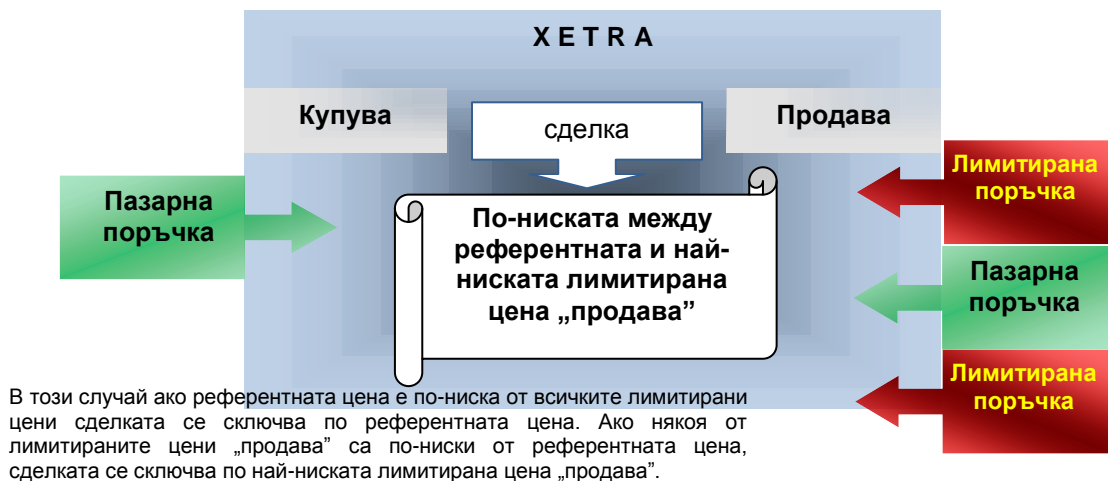 X E T R A
Купува
сделка
Продава
Пазарна
поръчка
По-ниската между
референтната и най-
ниската лимитирана
цена „продава”
Лимитирана
поръчка
Пазарна
поръчка
Лимитирана
поръчка
В този случай ако референтната цена е по-ниска от всичките лимитирани
цени сделката се сключва по референтната цена. Ако някоя от
лимитираните цени „продава” са по-ниски от референтната цена,
сделката се сключва по най-ниската лимитирана цена „продава”.